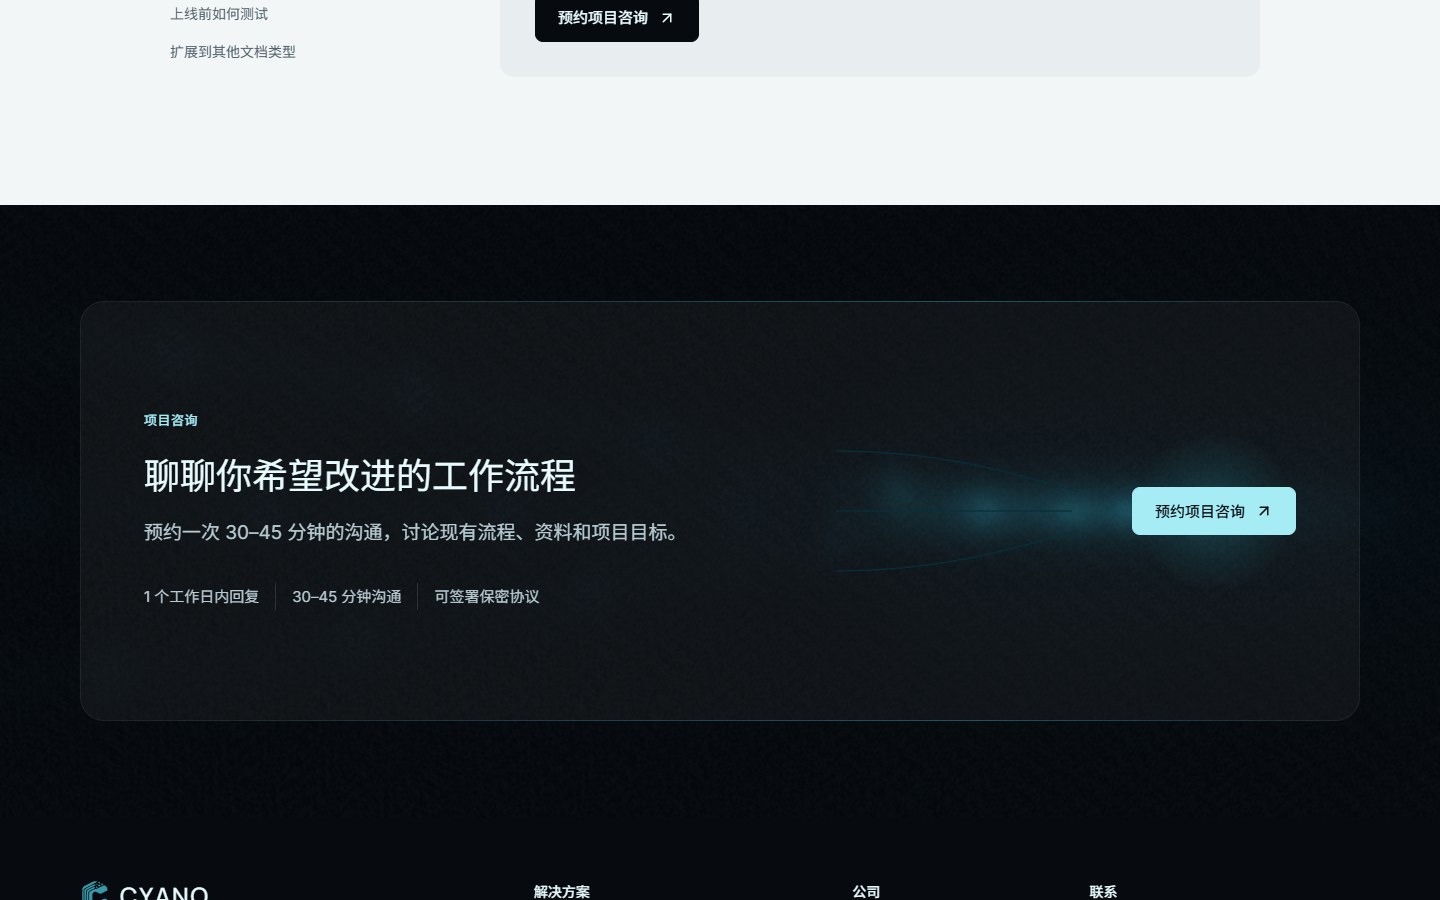 上线前如何测试
预约项目咨询
扩展到其他文档类型
项目咨询
聊聊你希望改进的工作流程
预约一次 30–45 分钟的沟通，讨论现有流程、资料和项目目标。
1 个工作日内回复
30–45 分钟沟通
可签署保密协议
预约项目咨询
CYANO
解决方案
公司
联系